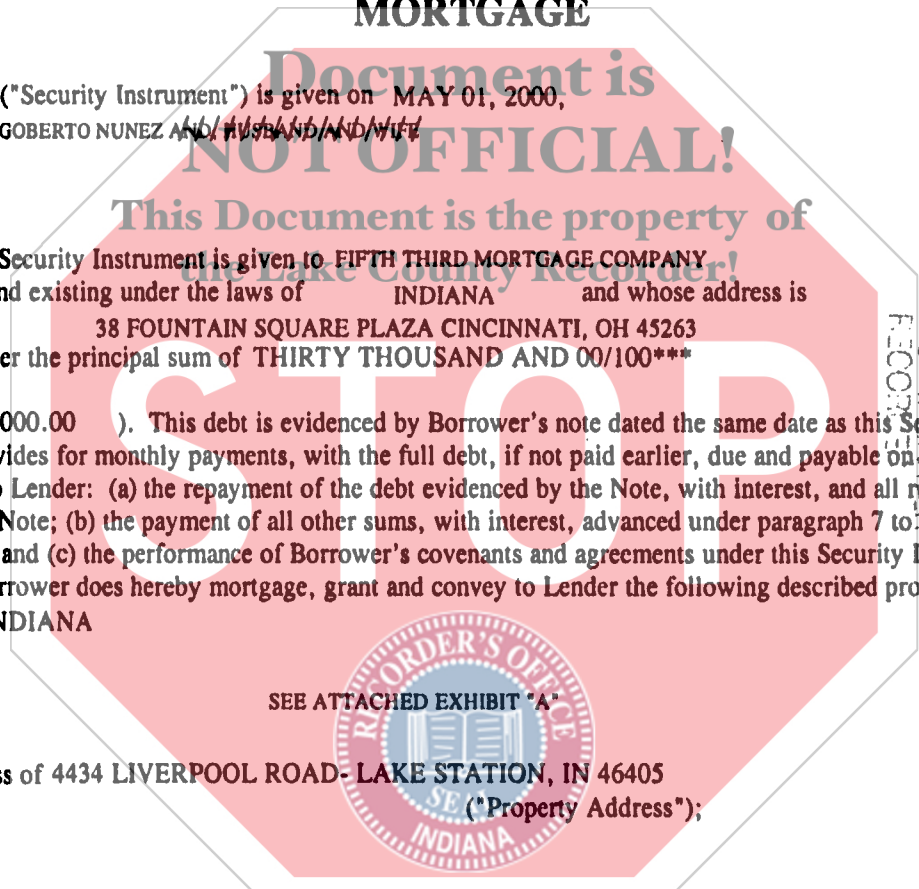 MORTGAGE
Document is
("Security Instrument") is given on MAY 01, 2000,
GOBERTO NUNEZ AND/HUSBAND/AND/WIFE
NOT OFFICIAL!
This Document is the property of
Security Instrument is given to FIFTH THIRD MORTGAGE COMPANY
the Lake County Recorder!
nd existing under the laws of INDIANA and whose address is
38 FOUNTAIN SQUARE PLAZA CINCINNATI, OH 45263
er the principal sum of THIRTY THOUSAND AND 00/100***
STOP
000.00 ). This debt is evidenced by Borrower's note dated the same date as this Se
vides for monthly payments, with the full debt, if not paid earlier, due and payable on
Lender: (a) the repayment of the debt evidenced by the Note, with interest, and all r
Note; (b) the payment of all other sums, with interest, advanced under paragraph 7 to
and (c) the performance of Borrower's covenants and agreements under this Security I
rrower does hereby mortgage, grant and convey to Lender the following described pro
NDIANA
RECORDER'S OFFICE
SEE ATTACHED EXHIBIT "A"
ss of 4434 LIVERPOOL ROAD- LAKE STATION, IN 46405
SEAL
("Property Address");
INDIANA